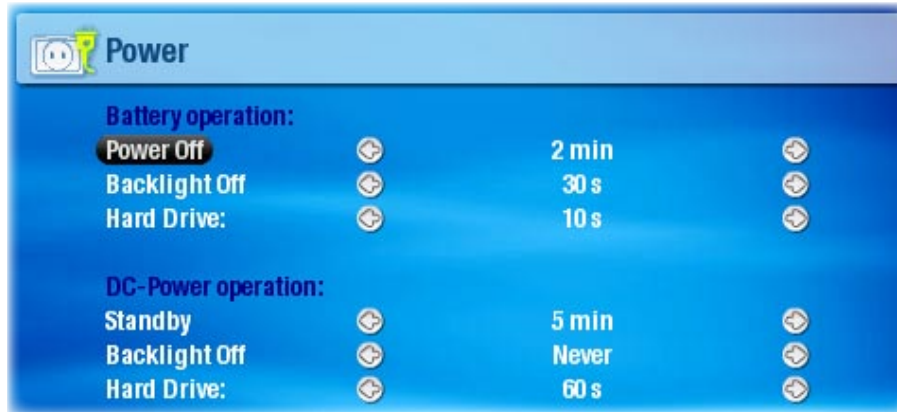 Power
Battery operation:
Power Off 2 min
Backlight Off 30 s
Hard Drive: 10 s
DC-Power operation:
Standby 5 min
Backlight Off Never
Hard Drive: 60 s